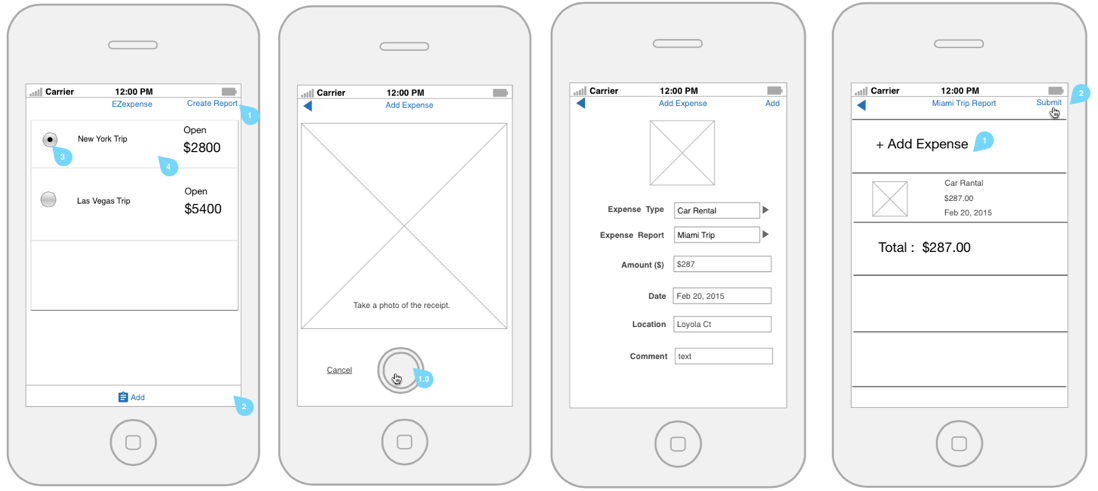 Carrier 12:00 PM
EZexpense Create Report
1
New York Trip
Open
$2800
3
4
Las Vegas Trip
Open
$5400
Add
2
Carrier 12:00 PM
Add Expense
Take a photo of the receipt.
Cancel
1.0
Carrier 12:00 PM
Add Expense Add
Expense Type Car Rental
Expense Report Miami Trip
Amount ($) $287
Date Feb 20, 2015
Location Loyola Ct
Comment text
Carrier 12:00 PM
Miami Trip Report Submit
2
+ Add Expense
1
Car Rantal
$287.00
Feb 20, 2015
Total : $287.00